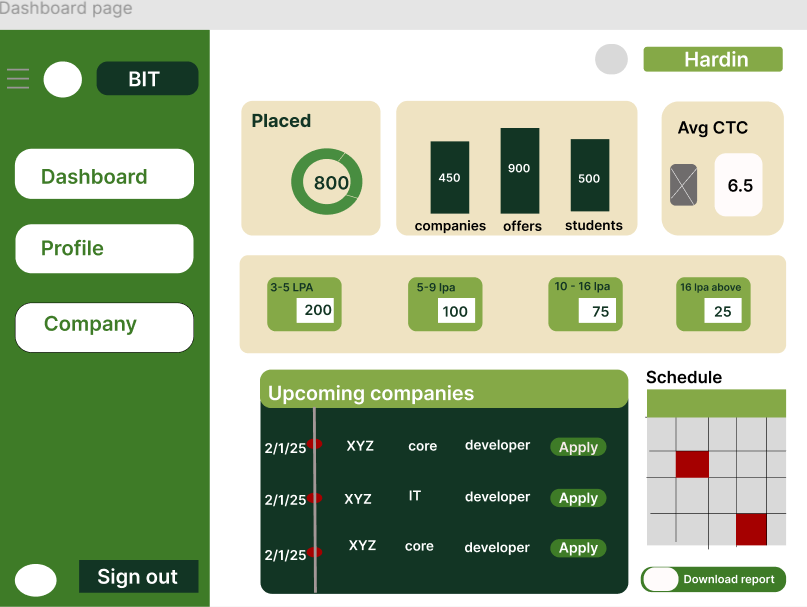 Dashboard page
BIT
Hardin
Dashboard
Profile
Company
Sign out
Placed
800
450
900
500
companies offers students
Avg CTC
6.5
3-5 LPA
200
5-9 lpa
100
10 - 16 lpa
75
16 lpa above
25
Upcoming companies
2/1/25 XYZ core developer Apply
2/1/25 XYZ IT developer Apply
2/1/25 XYZ core developer Apply
Schedule
Download report